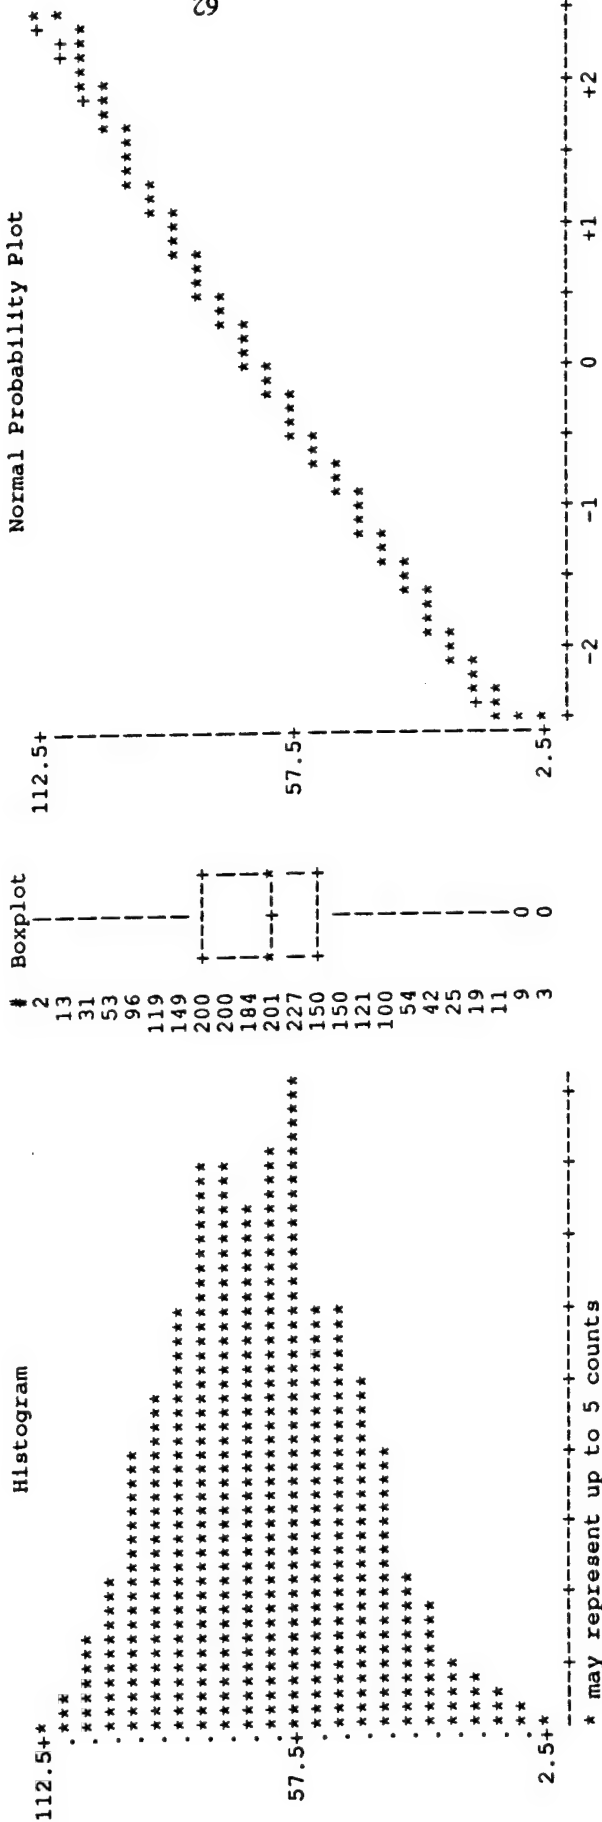 Histogram # Boxplot Normal Probability Plot
112.5+* 2 | 112.5+ +*
.*** 13 | | ++ *
.******* 31 | | +*****
.*********** 53 | | ****
.******************** 96 | | *****
.************************ 119 | | ***
.****************************** 149 | | ****
.**************************************** 200 +-----+ | ****
.**************************************** 200 | | | ***
.************************************* 184 | | | ****
.***************************************** 201 *--+--* | ***
57.5+********************************************** 227 | | 57.5+ ****
.****************************** 150 +-----+ | ***
.****************************** 150 | | ***
.************************* 121 | | ****
.******************** 100 | | ***
.*********** 54 | | ***
.********* 42 | | ****
.***** 25 | | ***
.**** 19 | | +****
.*** 11 | | ***
.** 9 0 | *
2.5+* 3 0 2.5+*
----+----+----+----+----+----+----+----+----+- +----+----+----+----+----+----+----+----+----+----+
* may represent up to 5 counts -2 -1 0 +1 +2
62